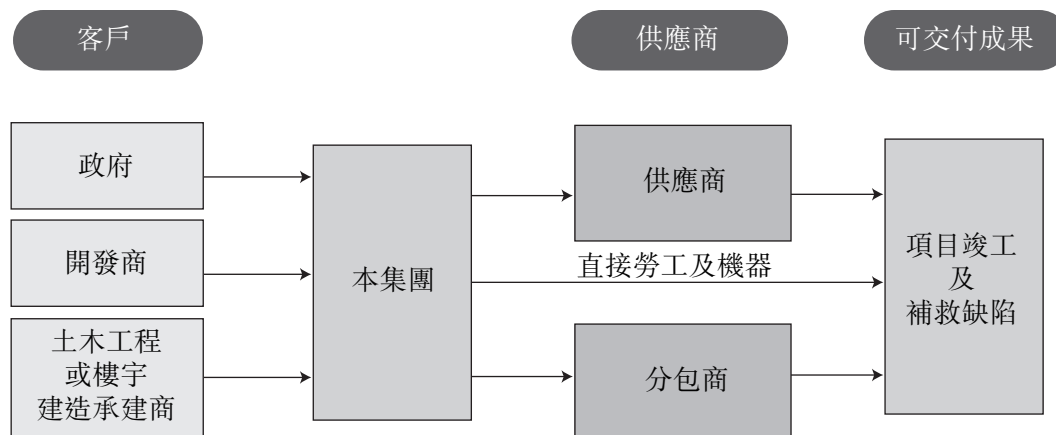 客戶
供應商
可交付成果
政府
開發商
土木工程
或樓宇
建造承建商
本集團
供應商
直接勞工及機器
分包商
項目竣工
及
補救缺陷